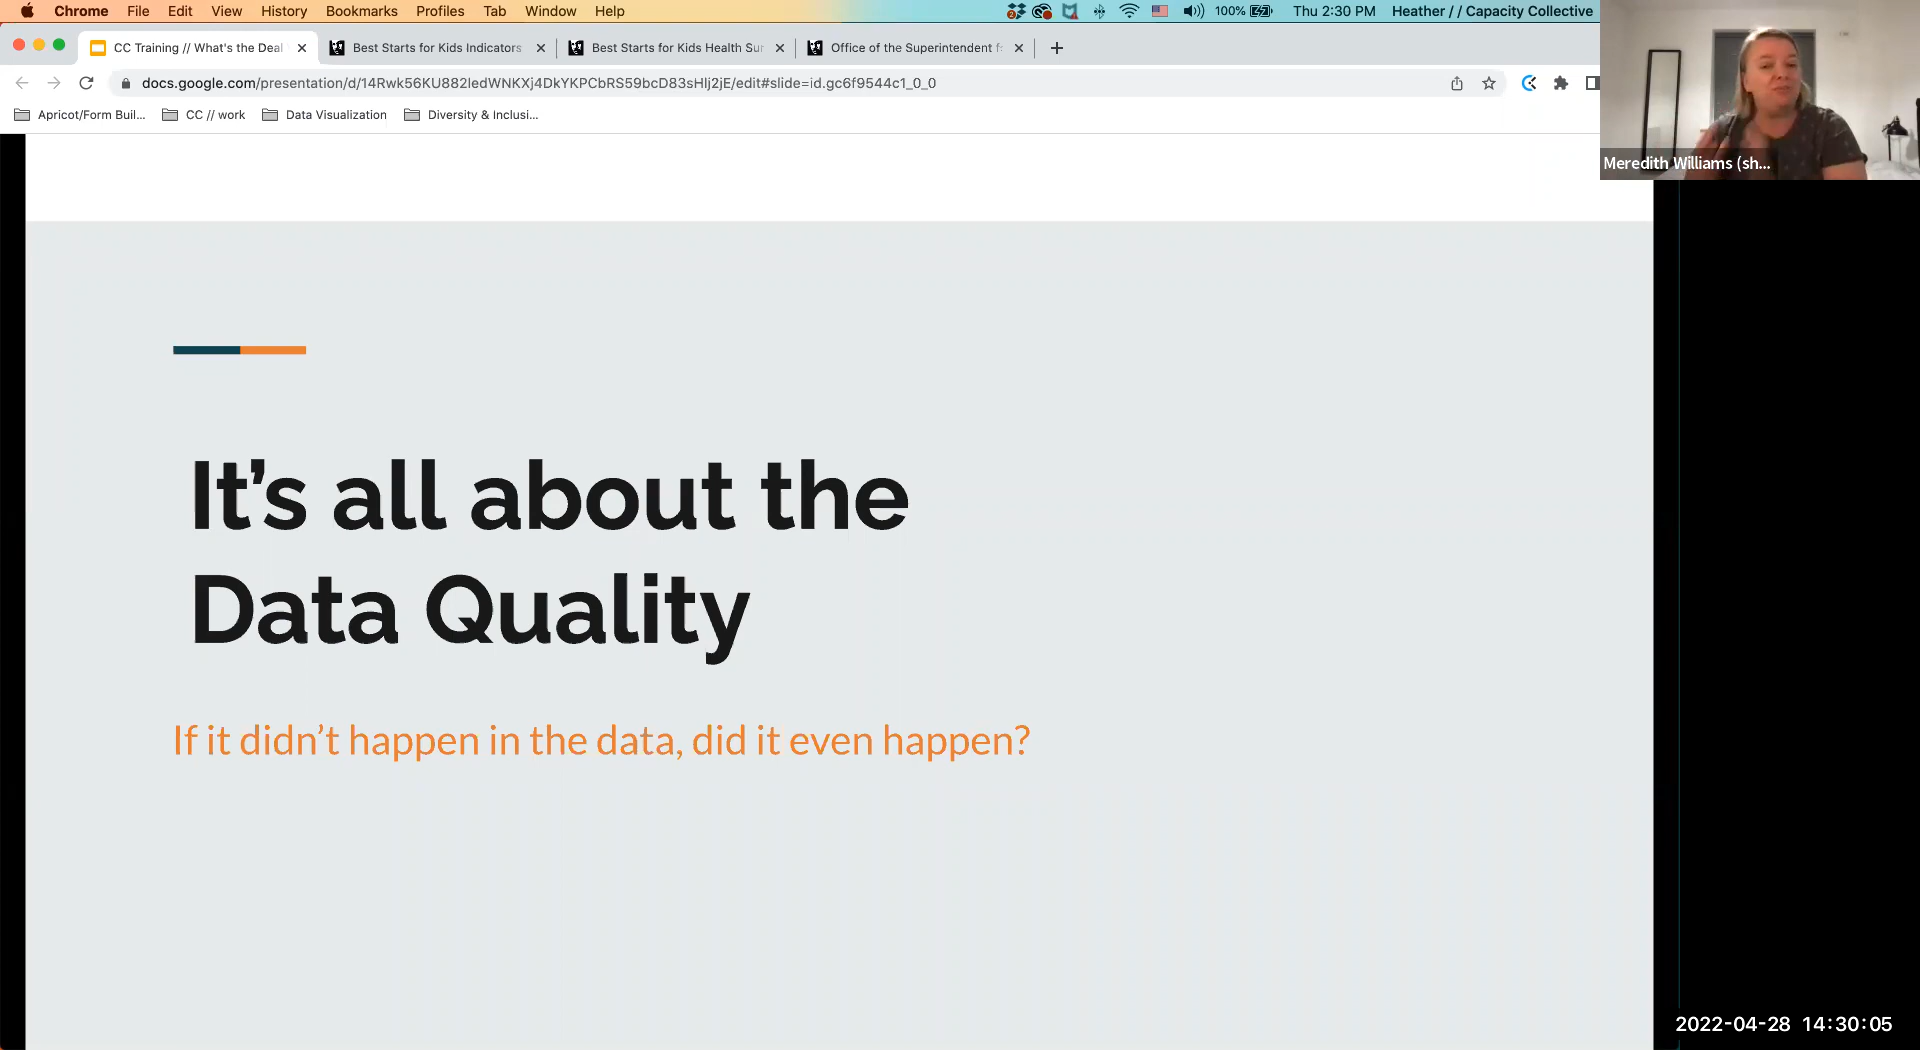 Chrome File Edit View History Bookmarks Profiles Tab Window Help 100% Thu 2:30 PM Heather // Capacity Collective
CC Training // What's the Deal Best Starts for Kids Indicators Best Starts for Kids Health Sur Office of the Superintendent f
docs.google.com/presentation/d/14Rwk56KU882ledWNKXj4DkYKPCbRS59bcD83sHlj2jE/edit#slide=id.gc6f9544c1_0_0
Apricot/Form Buil... CC // work Data Visualization Diversity & Inclusi...
Meredith Williams (sh...
It's all about the
Data Quality
If it didn't happen in the data, did it even happen?
2022-04-28 14:30:05